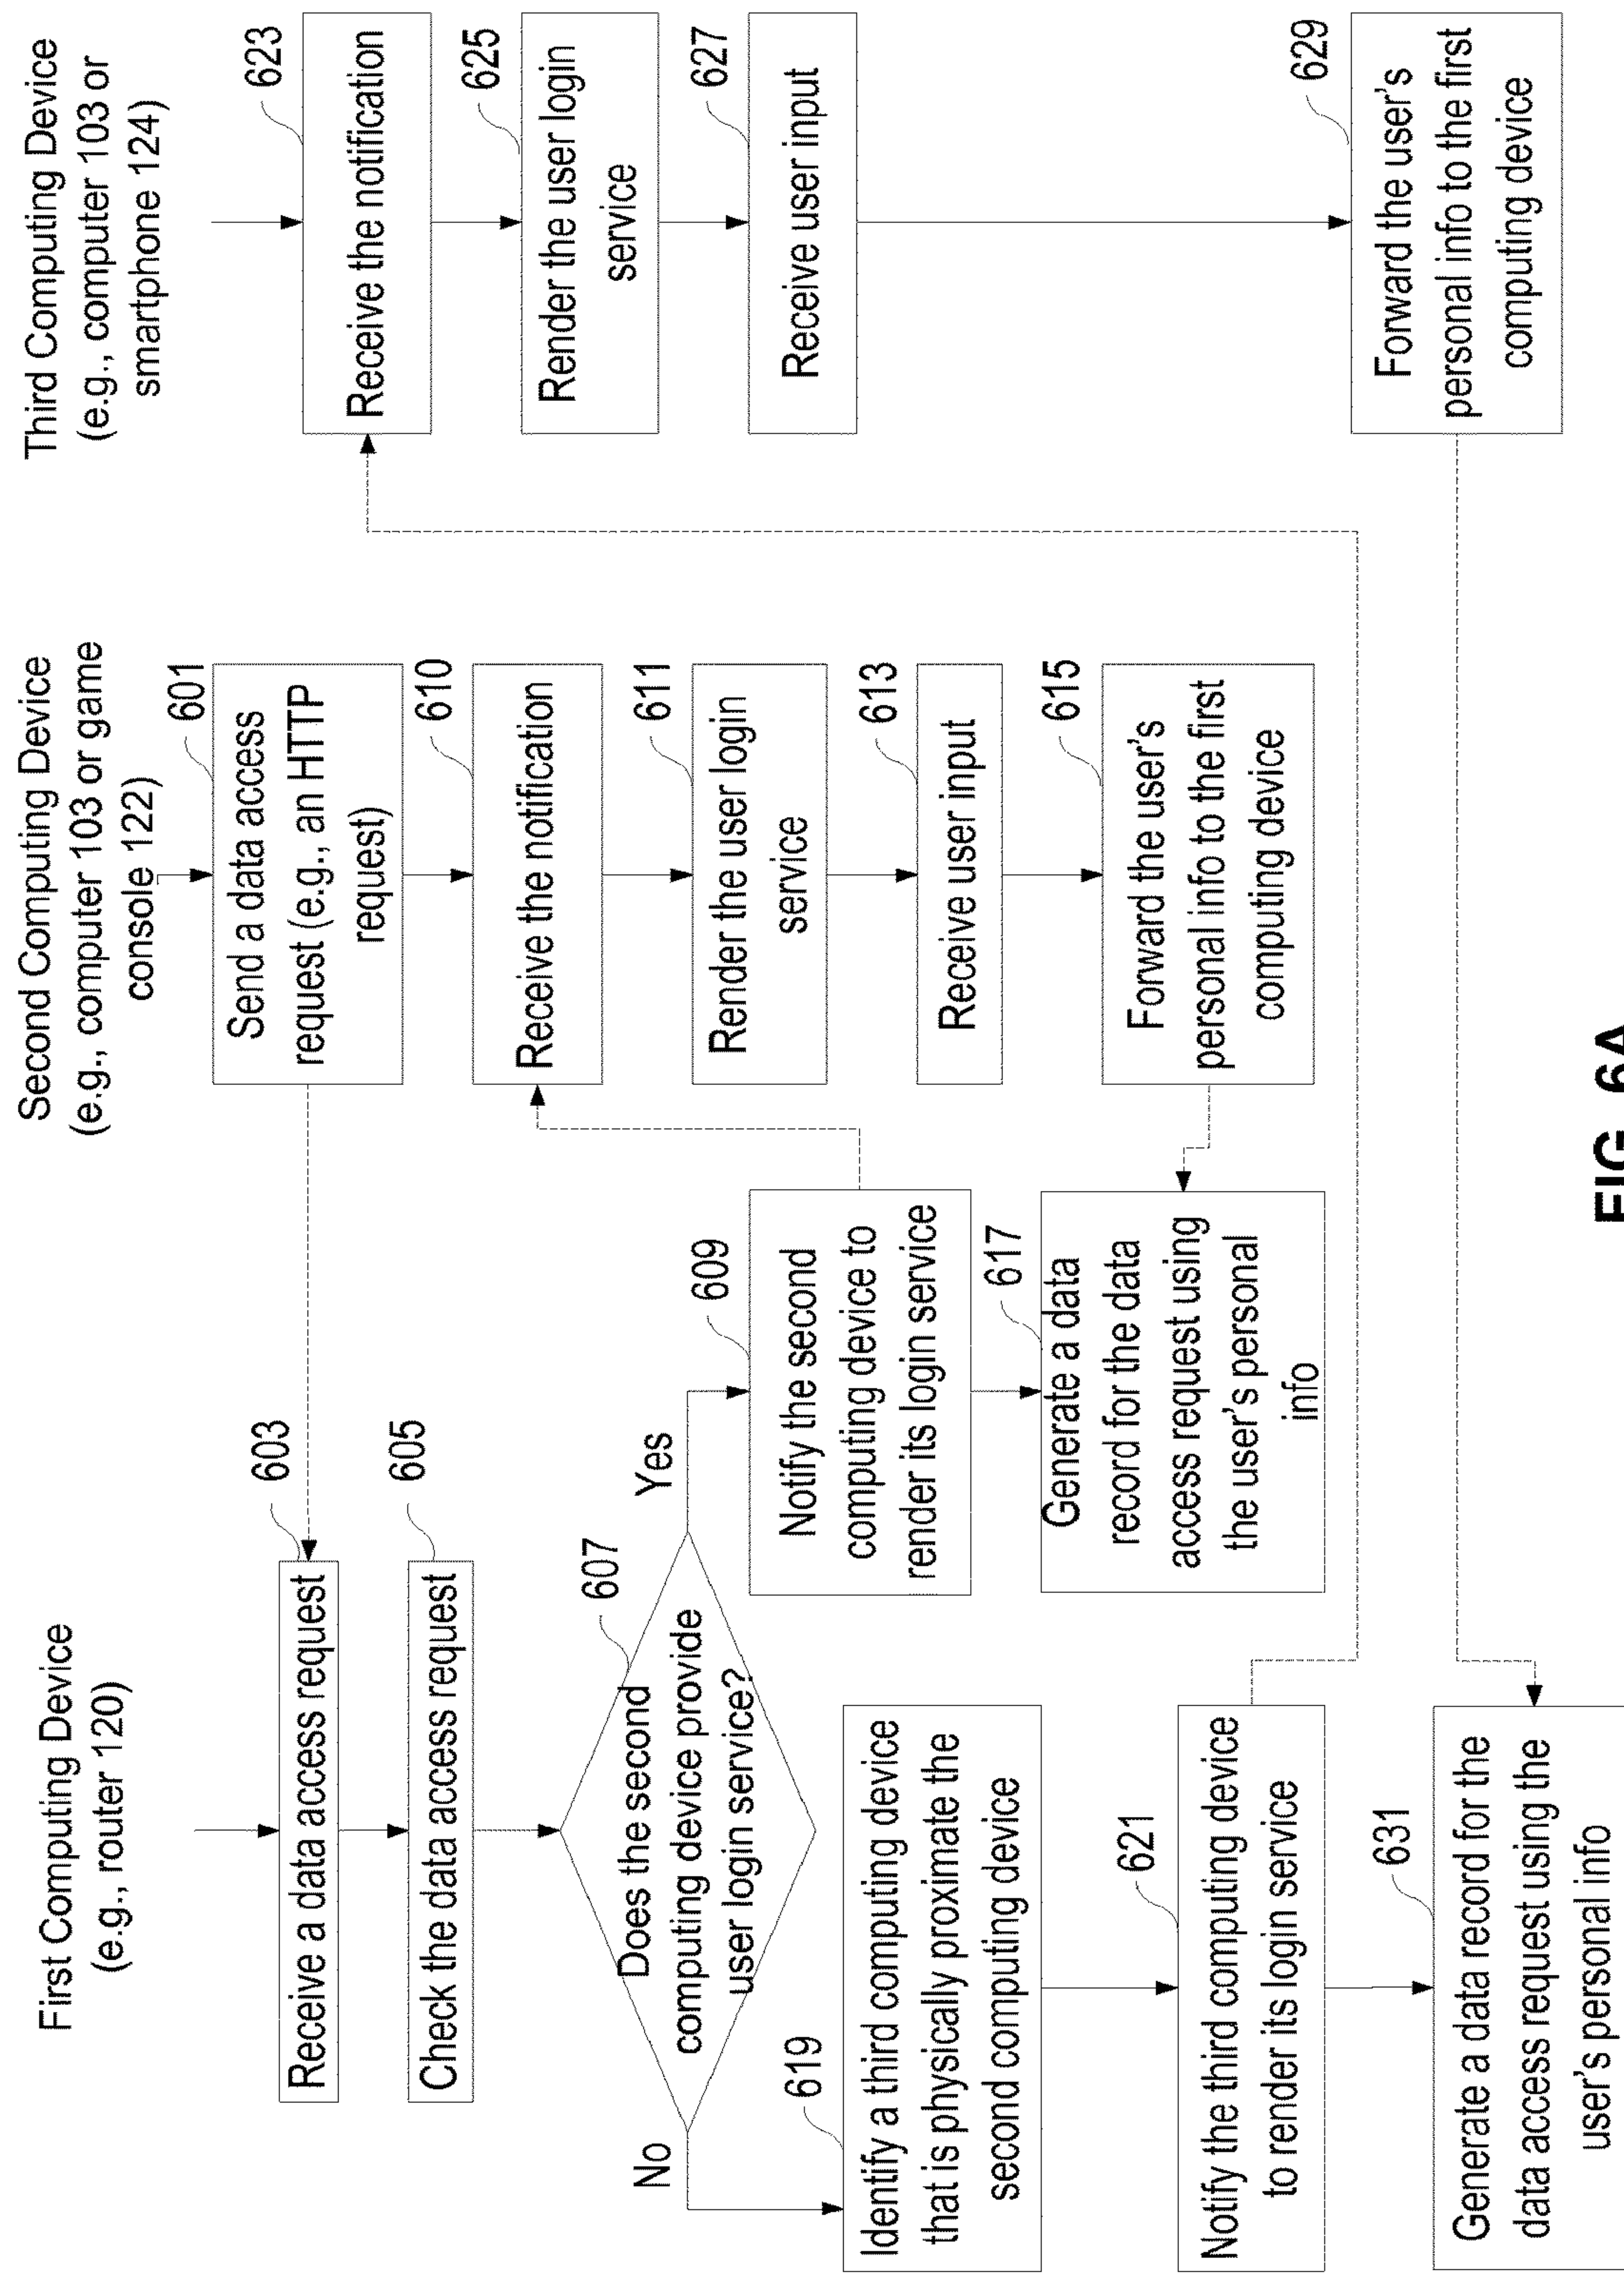 First Computing Device
(e.g., router 120)
603
Receive a data access request
605
Check the data access request
607
Does the second
computing device provide
user login service?
Yes
No
609
Notify the second
computing device to
render its login service
617
Generate a data
record for the data
access request using
the user's personal
info
619
Identify a third computing device
that is physically proximate the
second computing device
621
Notify the third computing device
to render its login service
631
Generate a data record for the
data access request using the
user's personal info
Second Computing Device
(e.g., computer 103 or game
console 122)
601
Send a data access
request (e.g., an HTTP
request)
610
Receive the notification
611
Render the user login
service
613
Receive user input
615
Forward the user's
personal info to the first
computing device
Third Computing Device
(e.g., computer 103 or
smartphone 124)
623
Receive the notification
625
Render the user login
service
627
Receive user input
629
Forward the user's
personal info to the first
computing device
FIG. 6A